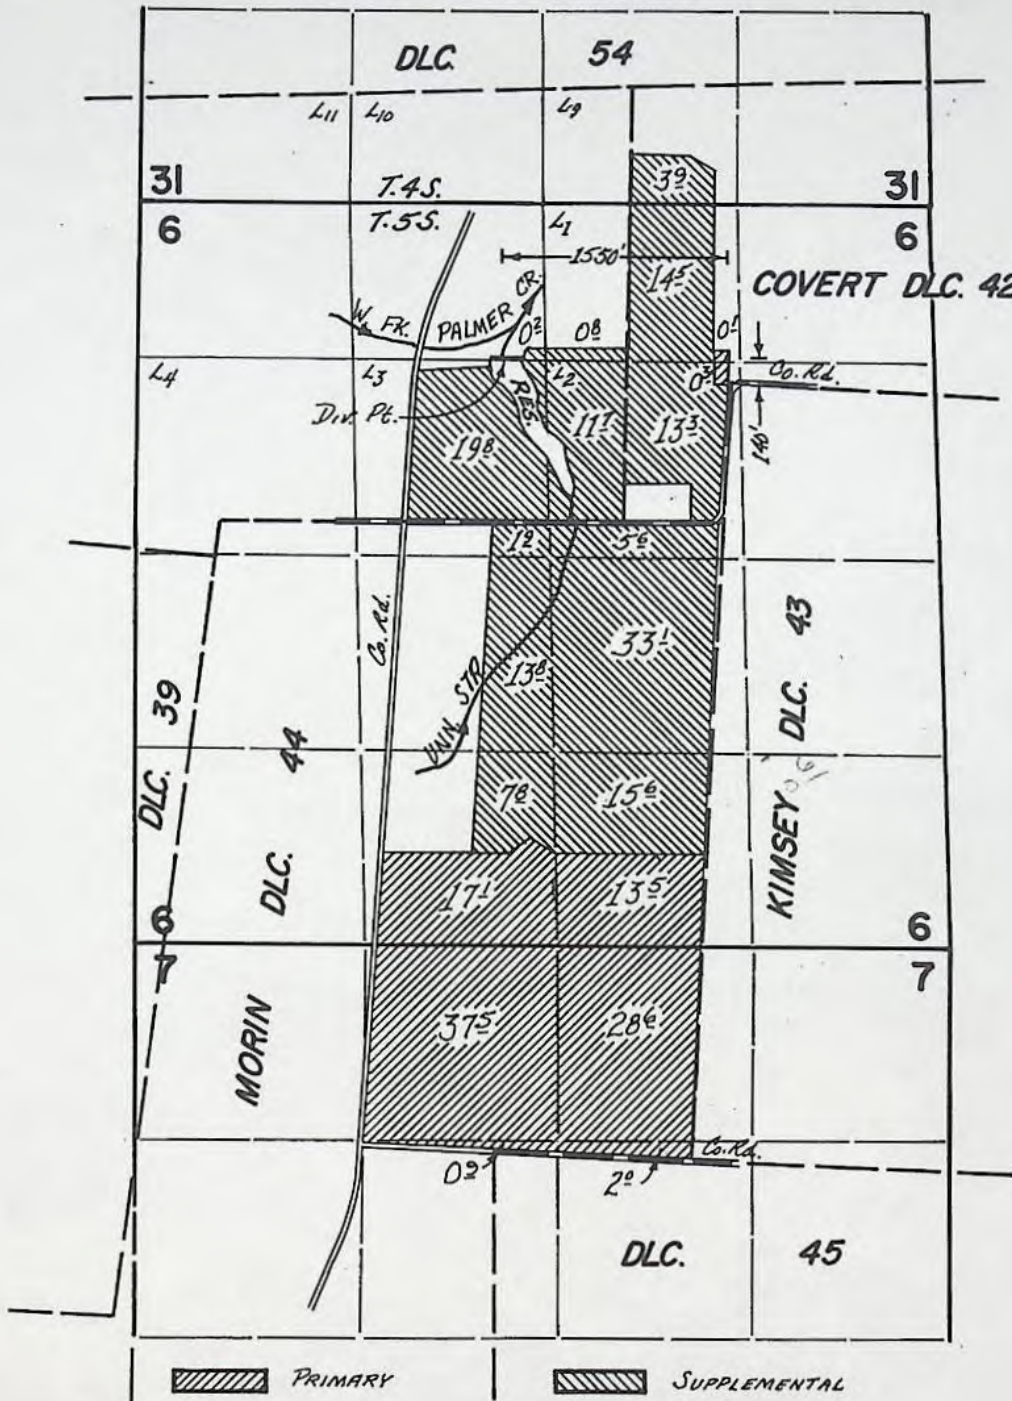 DLC. 54
L11 L10 L9
31 39 31
T.4S.
T.5S. L1
6 6
1550'
14 5
COVERT DLC. 42
W. FK. PALMER CR.
0 2 0 8 0 1
L4 L3 L2 0 3 Co. Rd.
Div. Pt. RES. 140'
19 8 11 7 13 3
1 2 5 6
Co. Rd.
33 1
13 8
UNN. STR.
DLC. 39
DLC. 44
KIMSEY DLC. 43
7 8 15 6
17 1 13 5
6 6
7 7
37 5 28 6
MORIN
Co. Rd.
0 9 2 0
DLC. 45
PRIMARY SUPPLEMENTAL